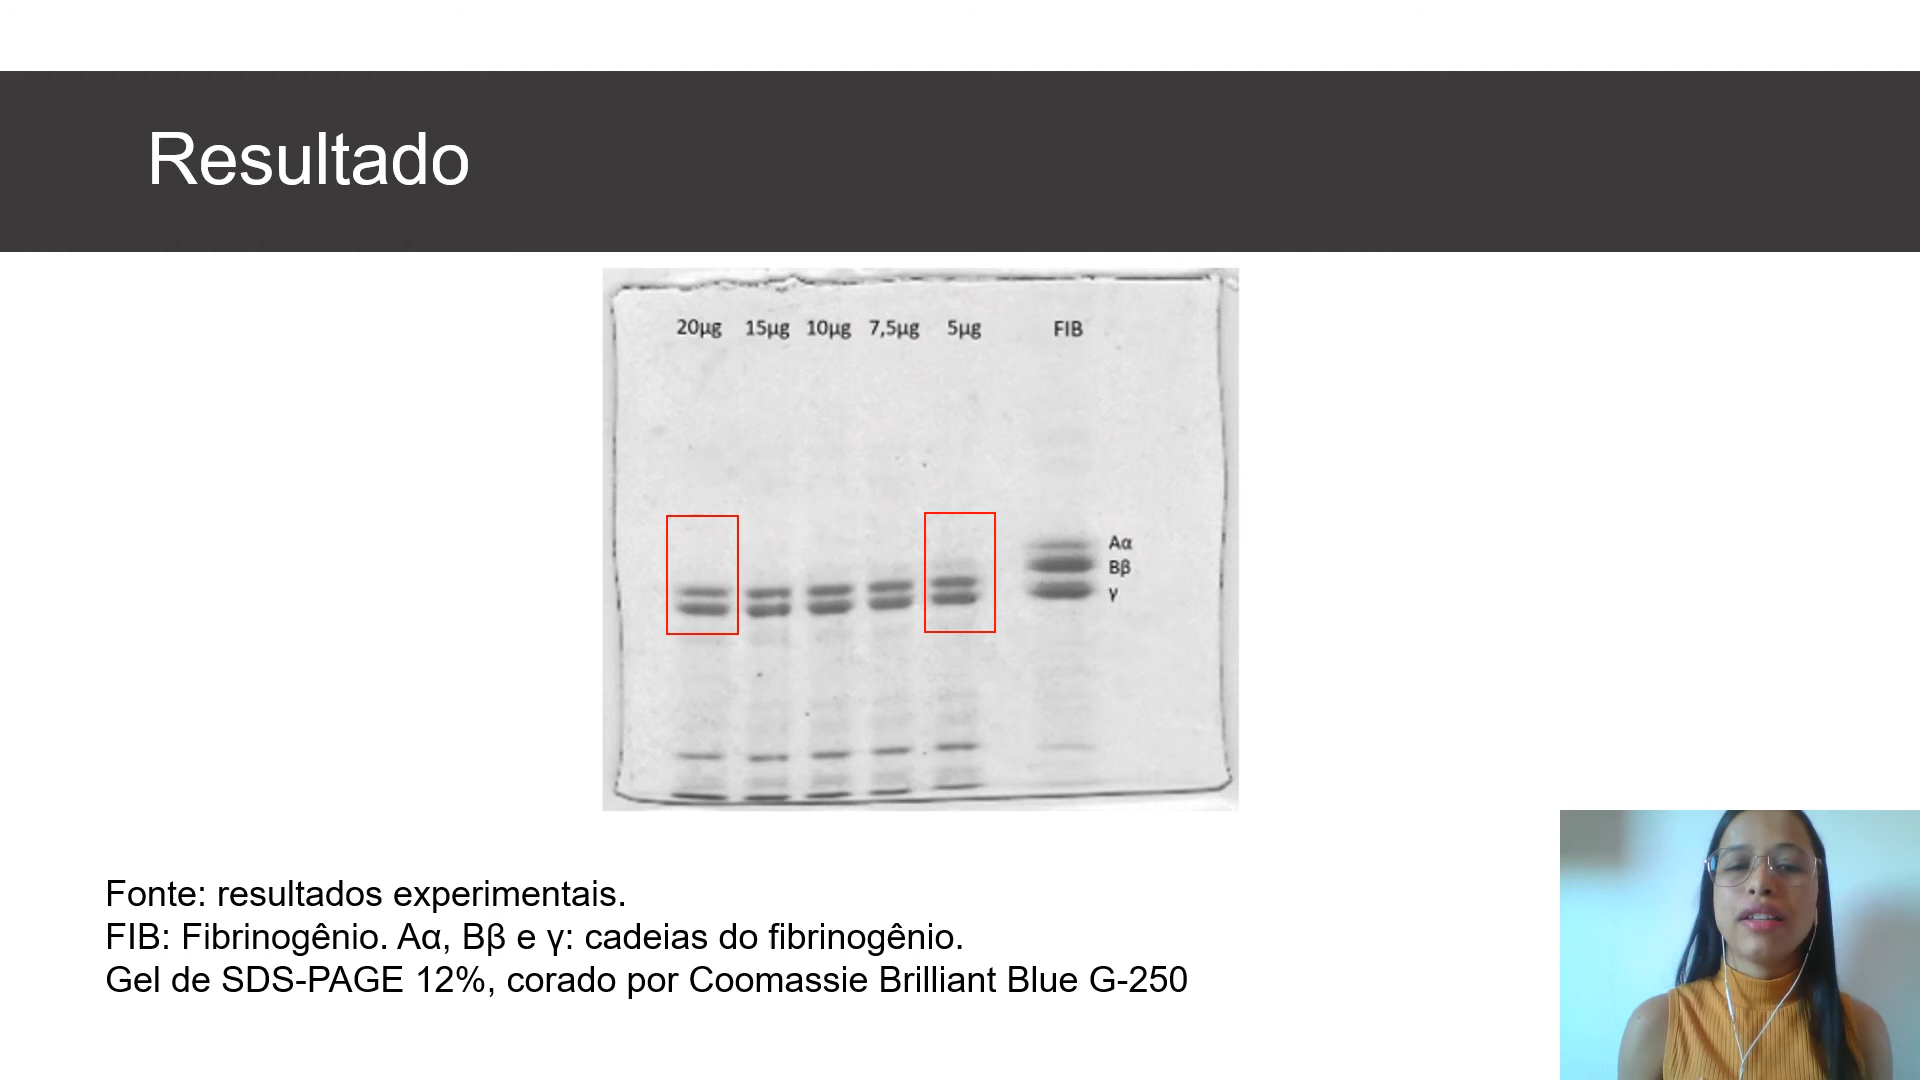 Resultado
20µg 15µg 10µg 7,5µg 5µg FIB
Aα
Bβ
γ
Fonte: resultados experimentais.
FIB: Fibrinogênio. Aα, Bβ e γ: cadeias do fibrinogênio.
Gel de SDS-PAGE 12%, corado por Coomassie Brilliant Blue G-250